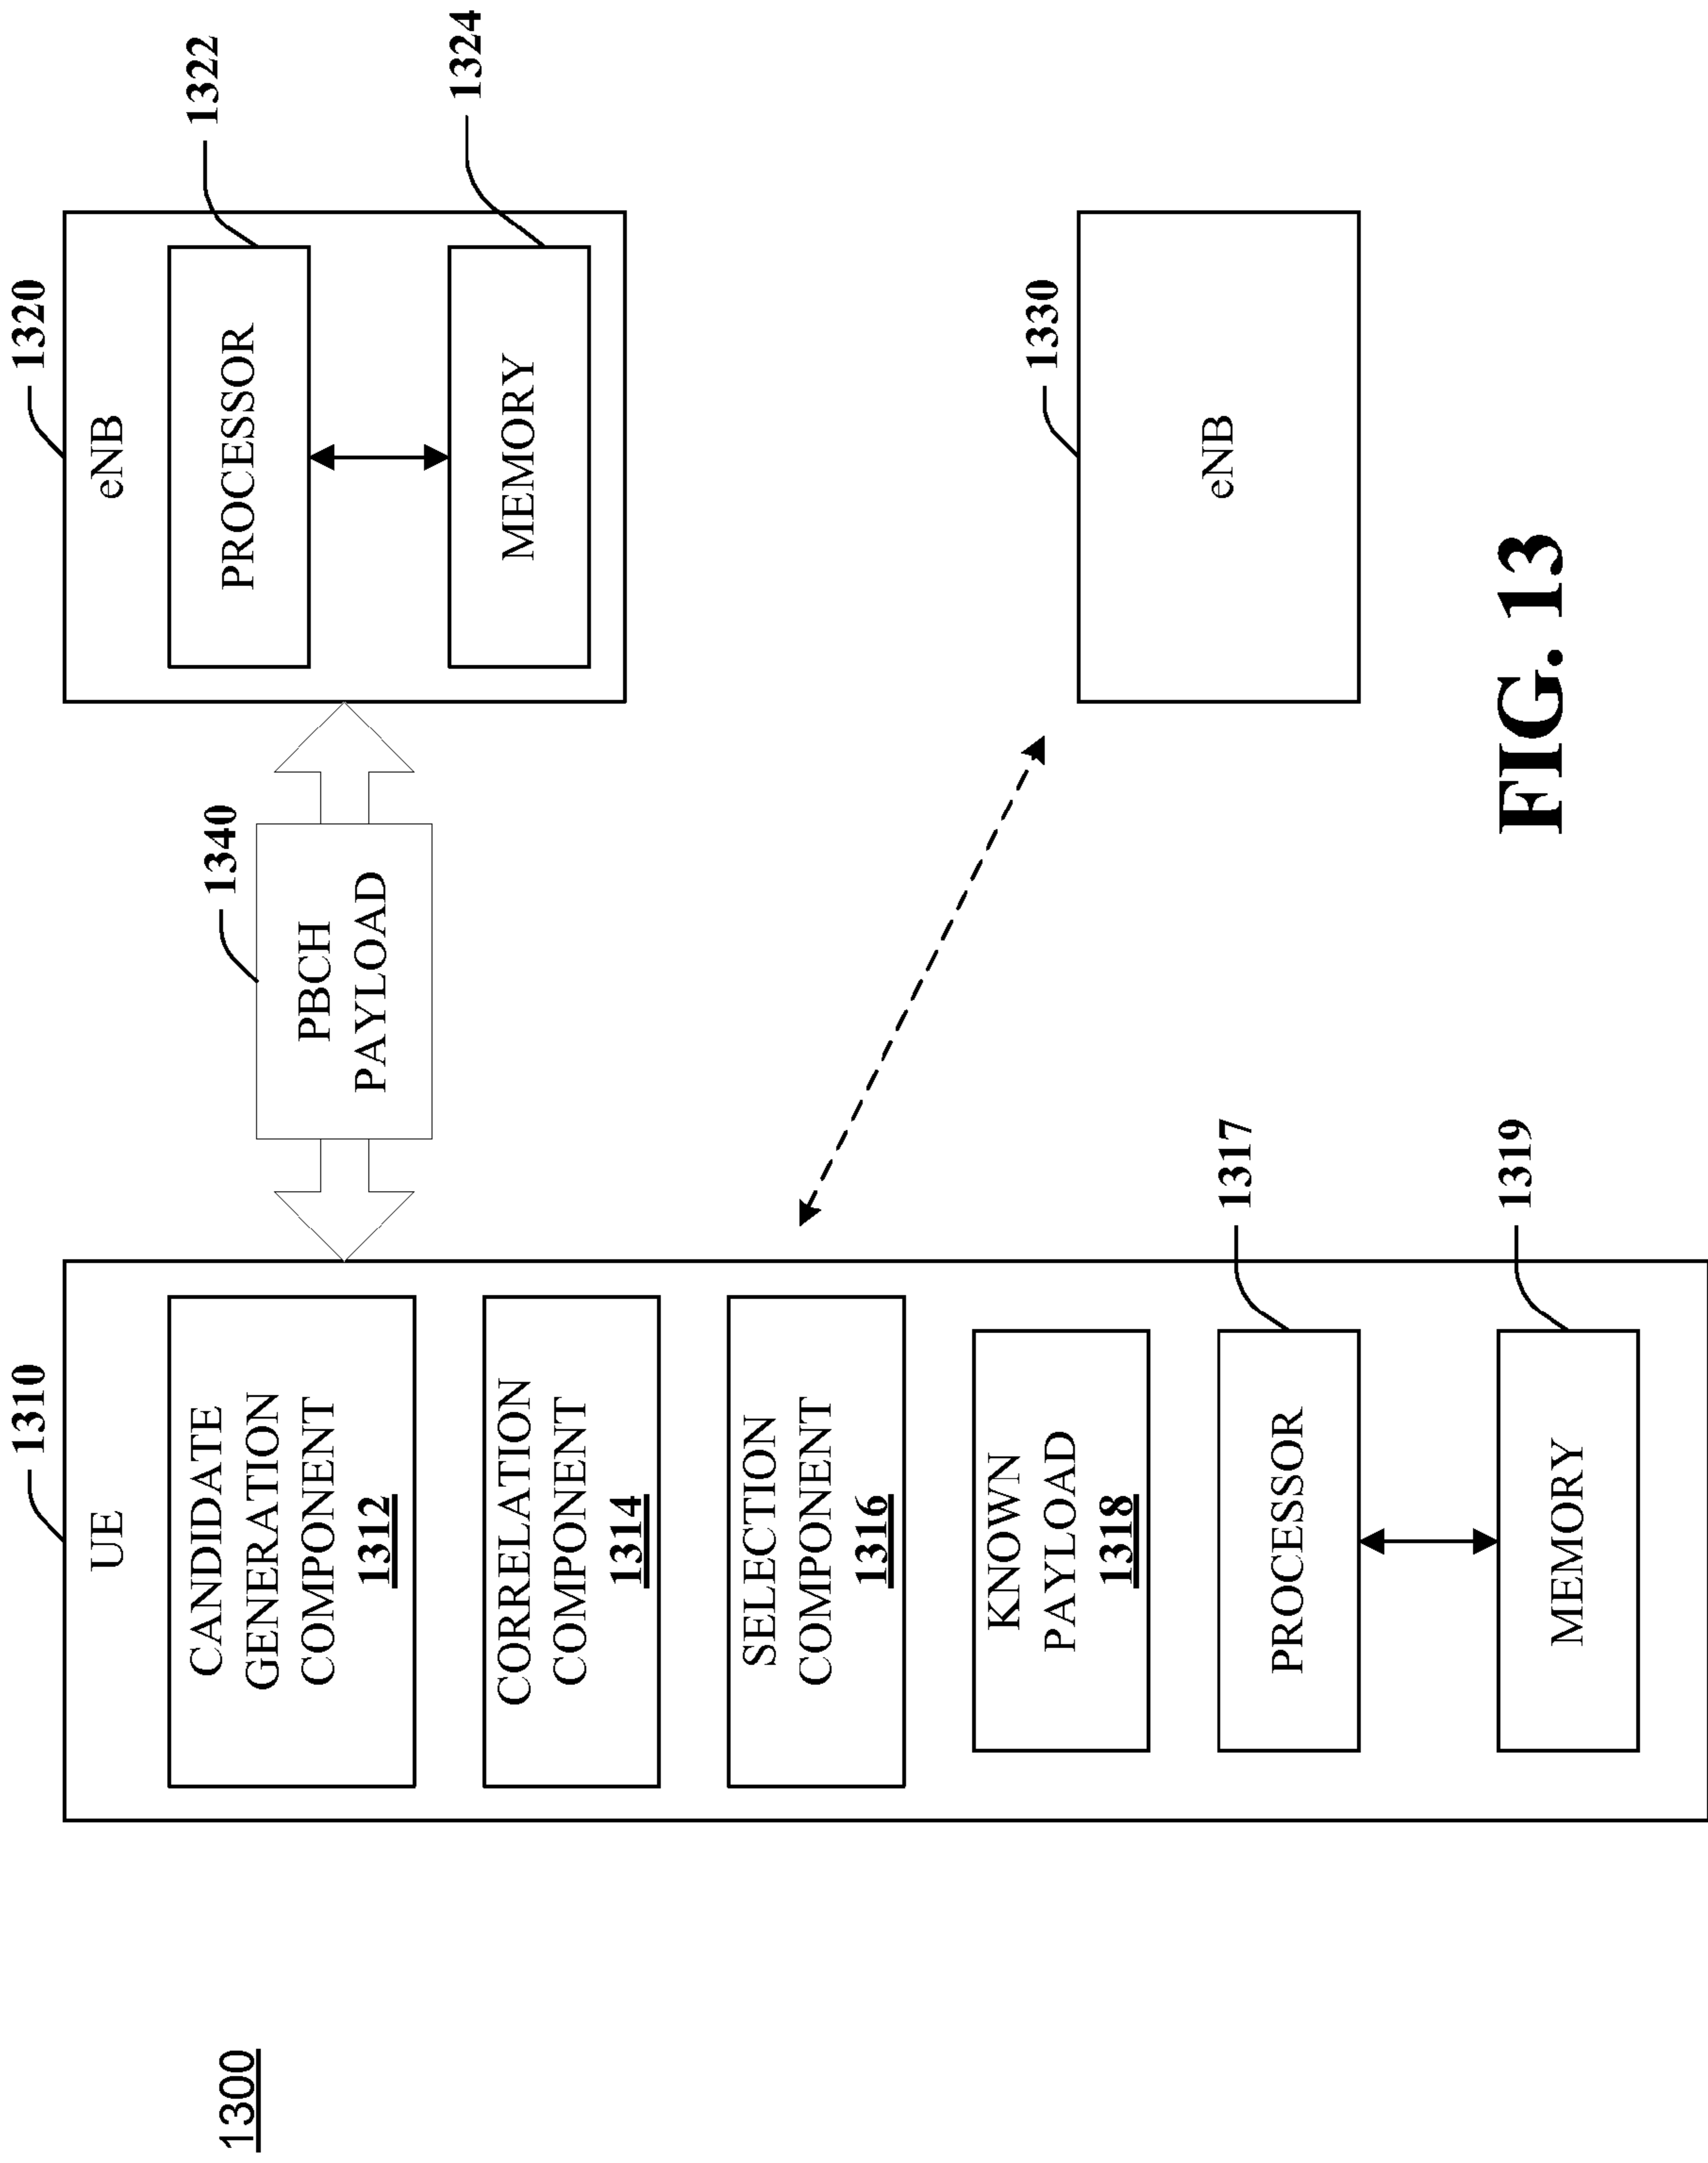 1300
1310
UE
CANDIDATE
GENERATION
COMPONENT
1312
CORRELATION
COMPONENT
1314
SELECTION
COMPONENT
1316
KNOWN
PAYLOAD
1318
PROCESSOR
1317
MEMORY
1319
1340
PBCH
PAYLOAD
1320
eNB
PROCESSOR
1322
MEMORY
1324
1330
eNB
FIG. 13